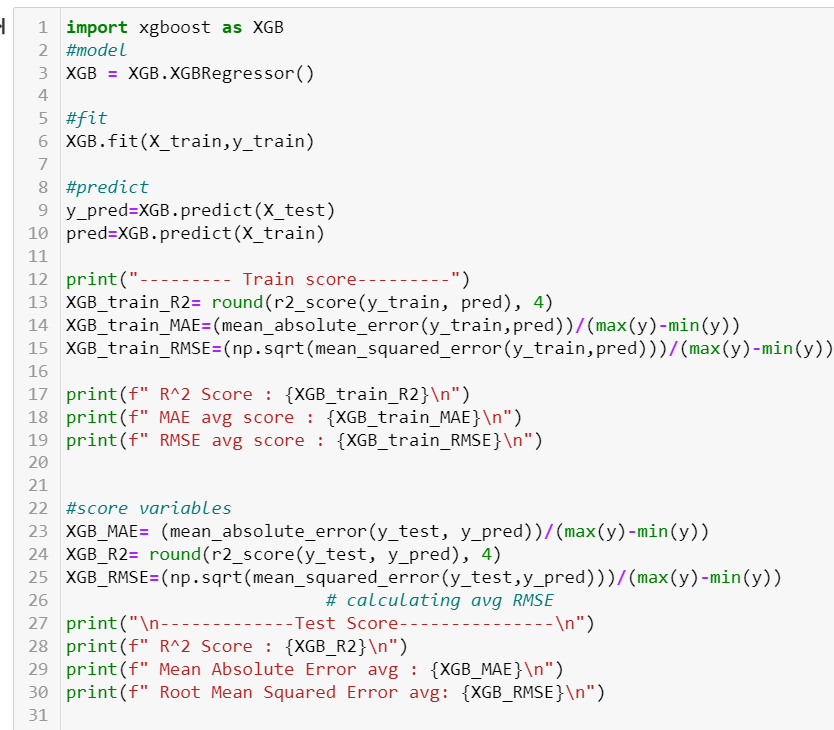 1 import xgboost as XGB
2 #model
3 XGB = XGB.XGBRegressor()
4
5 #fit
6 XGB.fit(X_train,y_train)
7
8 #predict
9 y_pred=XGB.predict(X_test)
10 pred=XGB.predict(X_train)
11
12 print("--------- Train score---------")
13 XGB_train_R2= round(r2_score(y_train, pred), 4)
14 XGB_train_MAE=(mean_absolute_error(y_train,pred))/(max(y)-min(y))
15 XGB_train_RMSE=(np.sqrt(mean_squared_error(y_train,pred)))/(max(y)-min(y))
16
17 print(f" R^2 Score : {XGB_train_R2}\n")
18 print(f" MAE avg score : {XGB_train_MAE}\n")
19 print(f" RMSE avg score : {XGB_train_RMSE}\n")
20
21
22 #score variables
23 XGB_MAE= (mean_absolute_error(y_test, y_pred))/(max(y)-min(y))
24 XGB_R2= round(r2_score(y_test, y_pred), 4)
25 XGB_RMSE=(np.sqrt(mean_squared_error(y_test,y_pred)))/(max(y)-min(y))
26 # calculating avg RMSE
27 print("\n-------------Test Score---------------\n")
28 print(f" R^2 Score : {XGB_R2}\n")
29 print(f" Mean Absolute Error avg : {XGB_MAE}\n")
30 print(f" Root Mean Squared Error avg: {XGB_RMSE}\n")
31